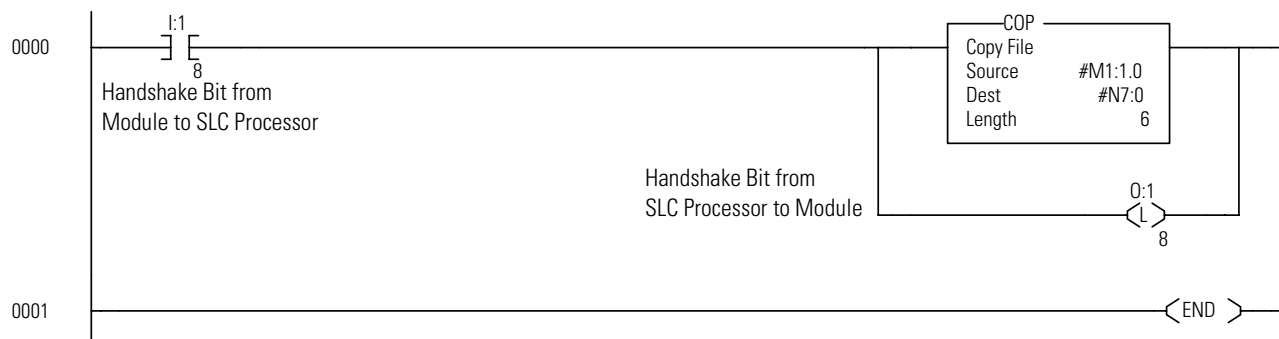 I:1
COP
0000
Copy File
Source #M1:1.0
8
Dest #N7:0
Handshake Bit from
Module to SLC Processor
Length 6
Handshake Bit from
SLC Processor to Module
O:1
L
8
0001
END